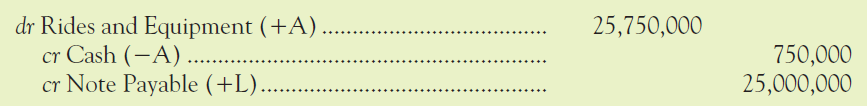 dr Rides and Equipment (+A) ................................................ 25,750,000
cr Cash (−A) ........................................................................ 750,000
cr Note Payable (+L)......................................................... 25,000,000